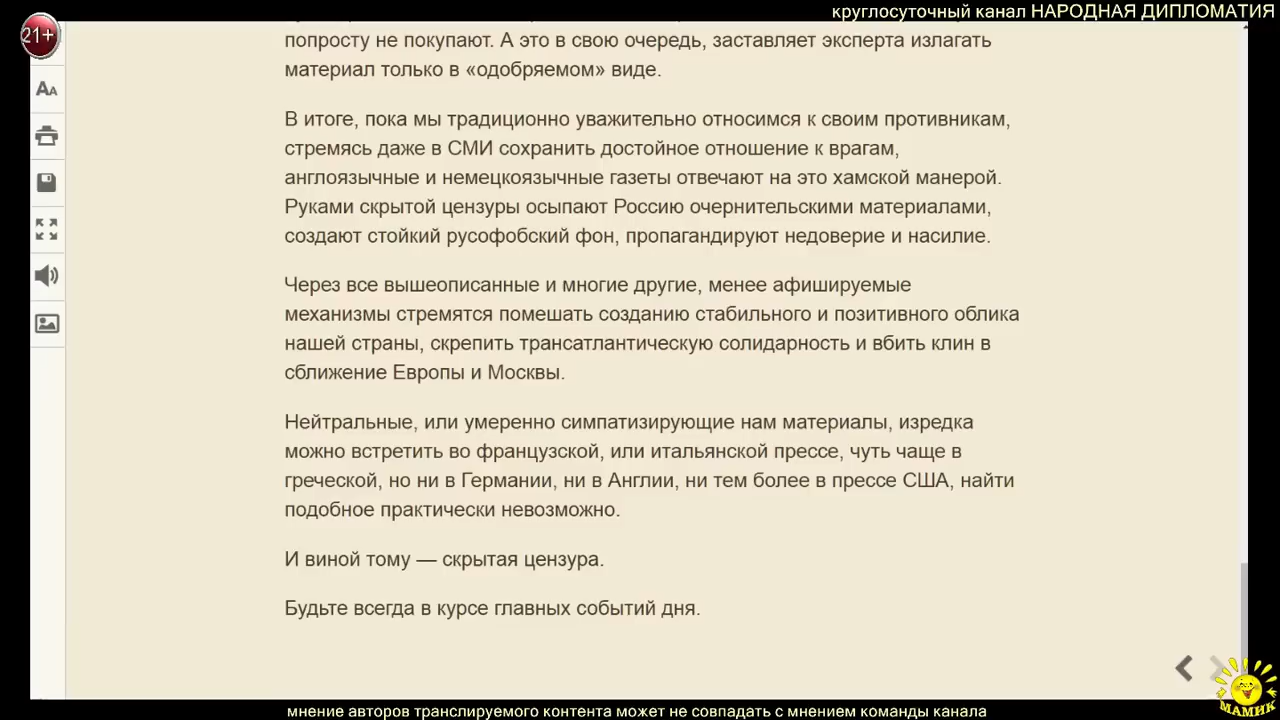 круглосуточный канал НАРОДНАЯ ДИПЛОМАТИЯ
21+
попросту не покупают. А это в свою очередь, заставляет эксперта излагать
материал только в «одобряемом» виде.
В итоге, пока мы традиционно уважительно относимся к своим противникам,
стремясь даже в СМИ сохранить достойное отношение к врагам,
англоязычные и немецкоязычные газеты отвечают на это хамской манерой.
Руками скрытой цензуры осыпают Россию очернительскими материалами,
создают стойкий русофобский фон, пропагандируют недоверие и насилие.
Через все вышеописанные и многие другие, менее афишируемые
механизмы стремятся помешать созданию стабильного и позитивного облика
нашей страны, скрепить трансатлантическую солидарность и вбить клин в
сближение Европы и Москвы.
Нейтральные, или умеренно симпатизирующие нам материалы, изредка
можно встретить во французской, или итальянской прессе, чуть чаще в
греческой, но ни в Германии, ни в Англии, ни тем более в прессе США, найти
подобное практически невозможно.
И виной тому — скрытая цензура.
Будьте всегда в курсе главных событий дня.
МАМИК
мнение авторов транслируемого контента может не совпадать с мнением команды канала